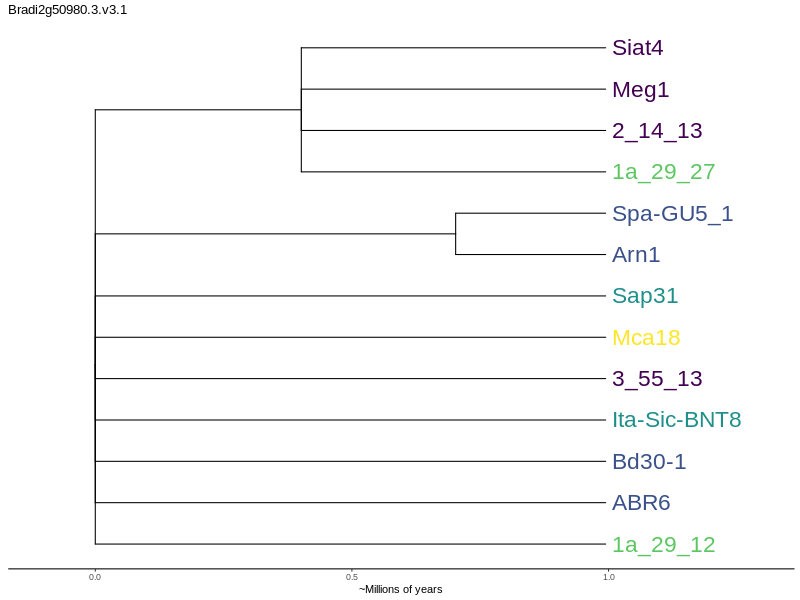 Bradi2g50980.3.v3.1
Siat4
Meg1
2_14_13
1a_29_27
Spa-GU5_1
Arn1
Sap31
Mca18
3_55_13
Ita-Sic-BNT8
Bd30-1
ABR6
1a_29_12
0.0 0.5 1.0
~Millions of years